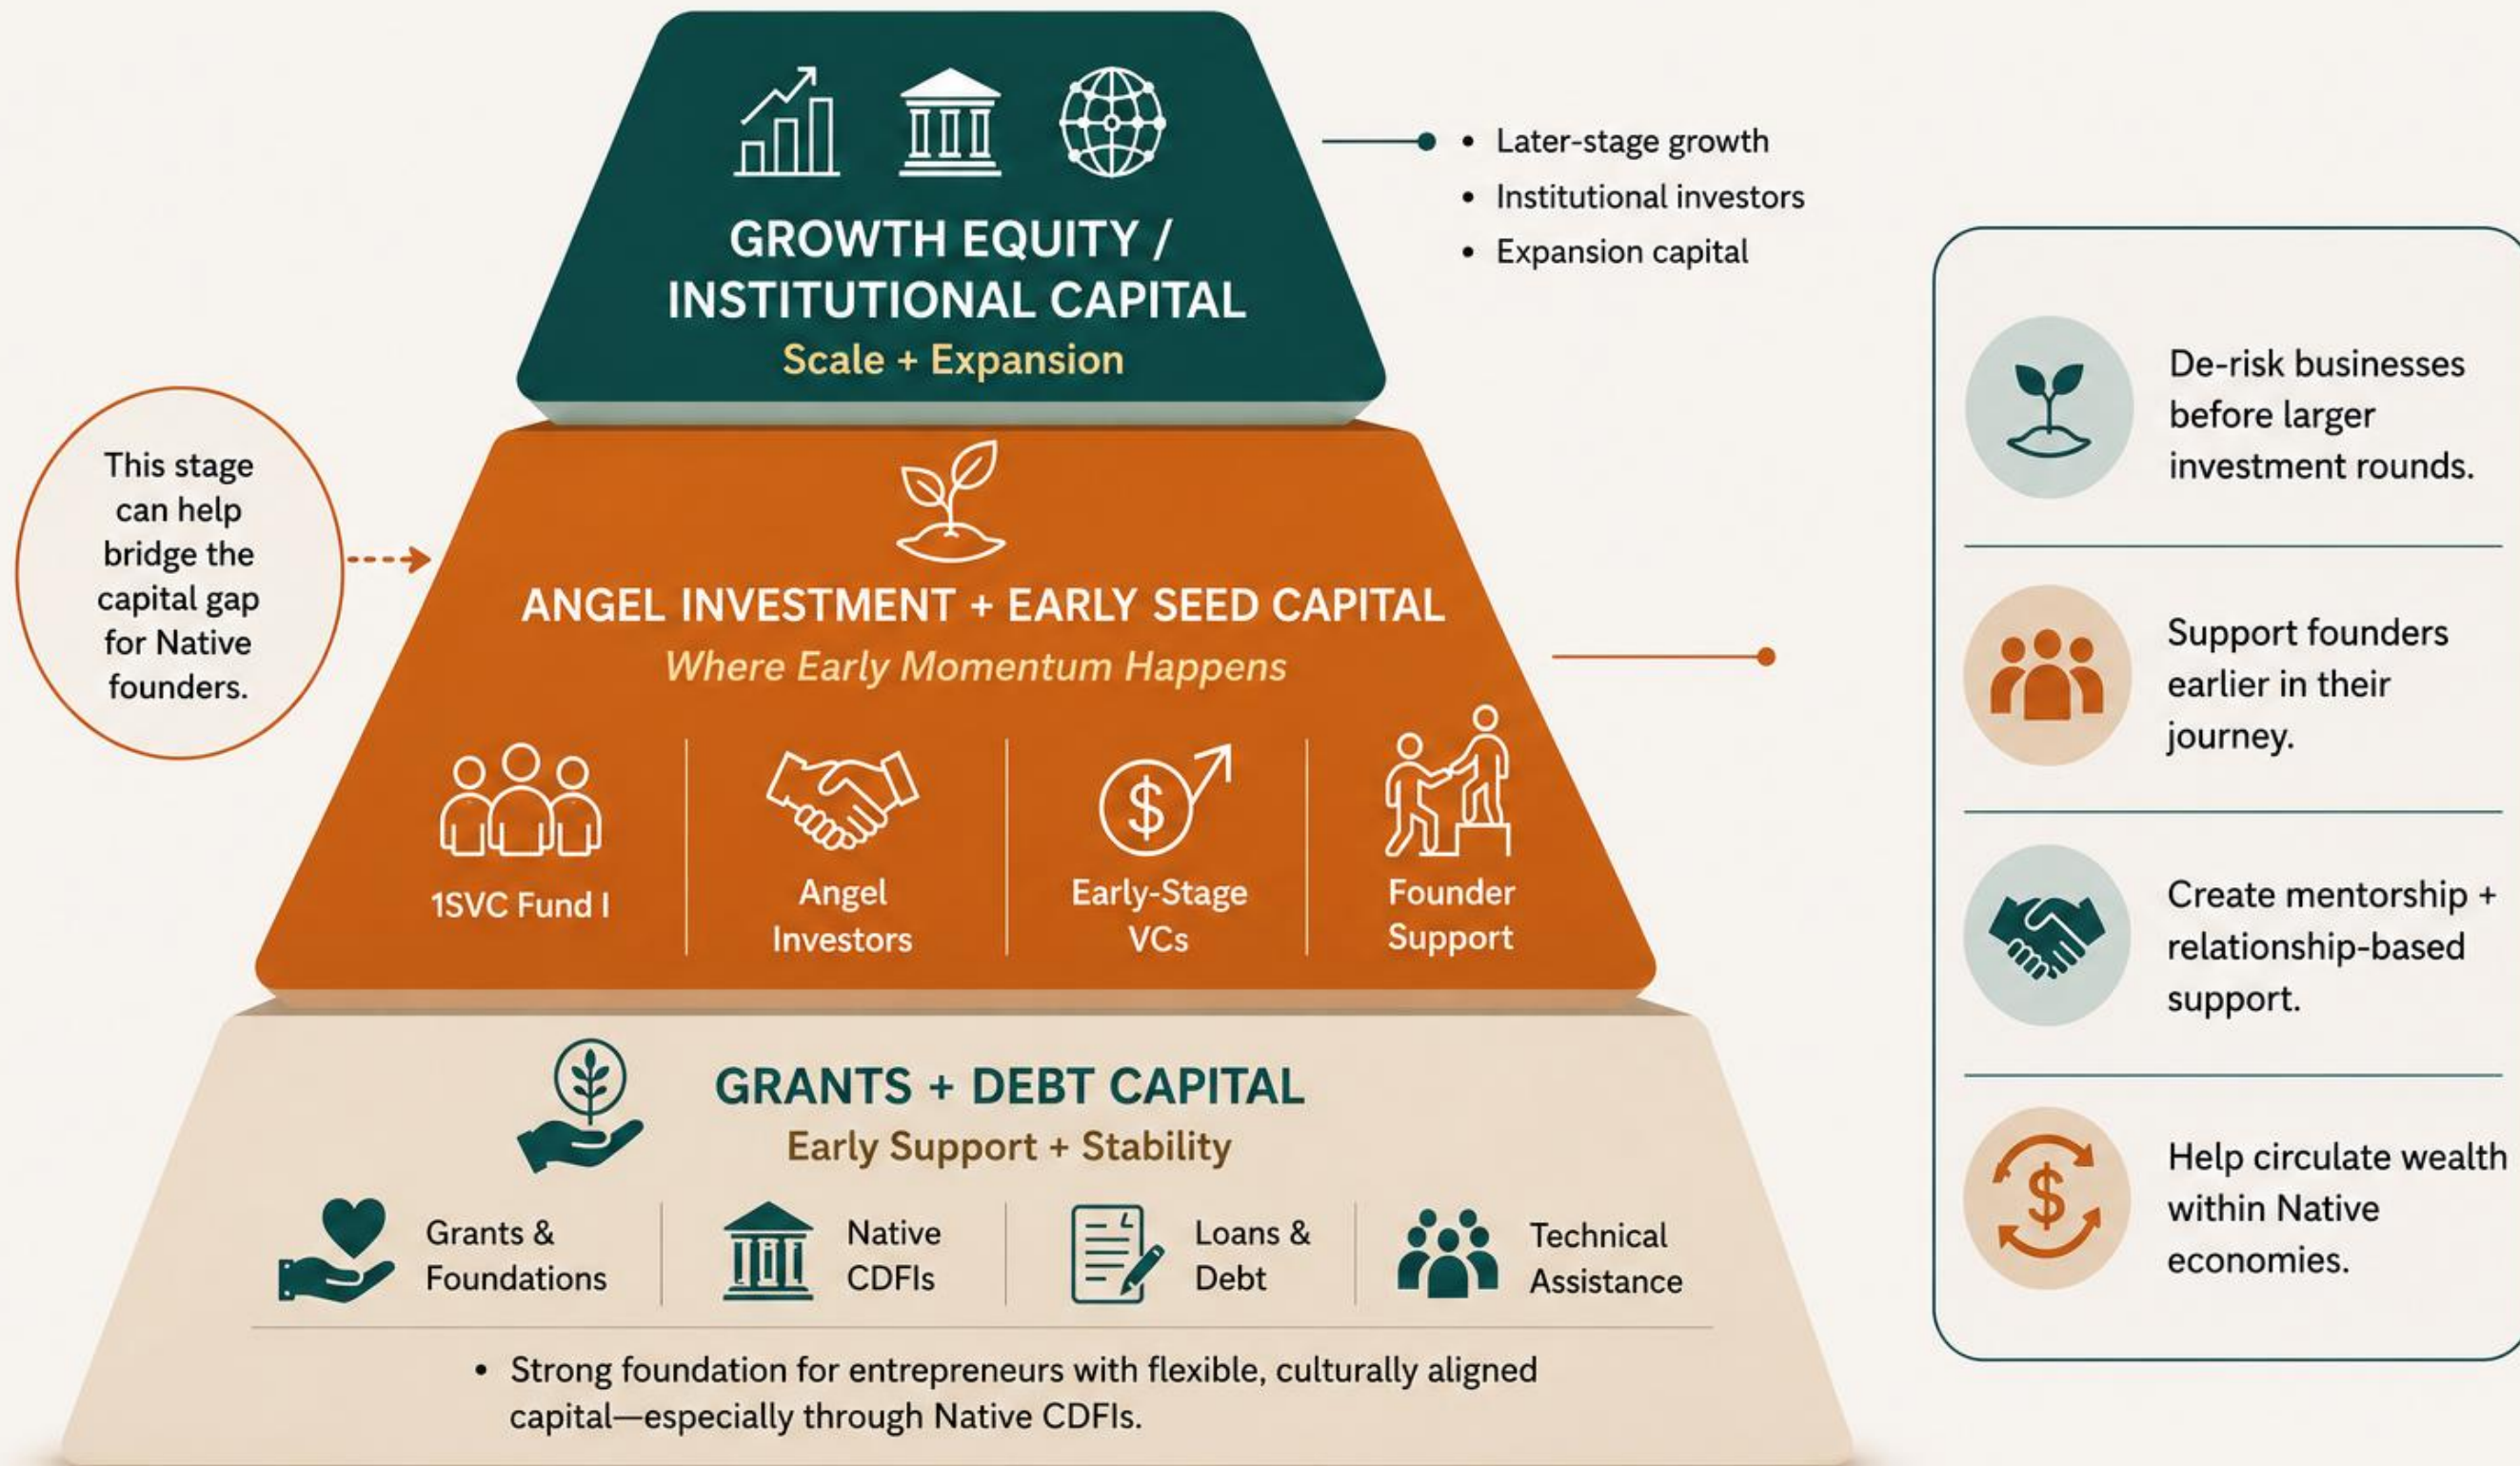 GROWTH EQUITY /
INSTITUTIONAL CAPITAL
Scale + Expansion
• Later-stage growth
• Institutional investors
• Expansion capital
This stage
can help
bridge the
capital gap
for Native
founders.
ANGEL INVESTMENT + EARLY SEED CAPITAL
Where Early Momentum Happens
1SVC Fund I
Angel
Investors
Early-Stage
VCs
Founder
Support
De-risk businesses
before larger
investment rounds.
Support founders
earlier in their
journey.
Create mentorship +
relationship-based
support.
Help circulate wealth
within Native
economies.
GRANTS + DEBT CAPITAL
Early Support + Stability
Grants &
Foundations
Native
CDFIs
Loans &
Debt
Technical
Assistance
• Strong foundation for entrepreneurs with flexible, culturally aligned
capital—especially through Native CDFIs.